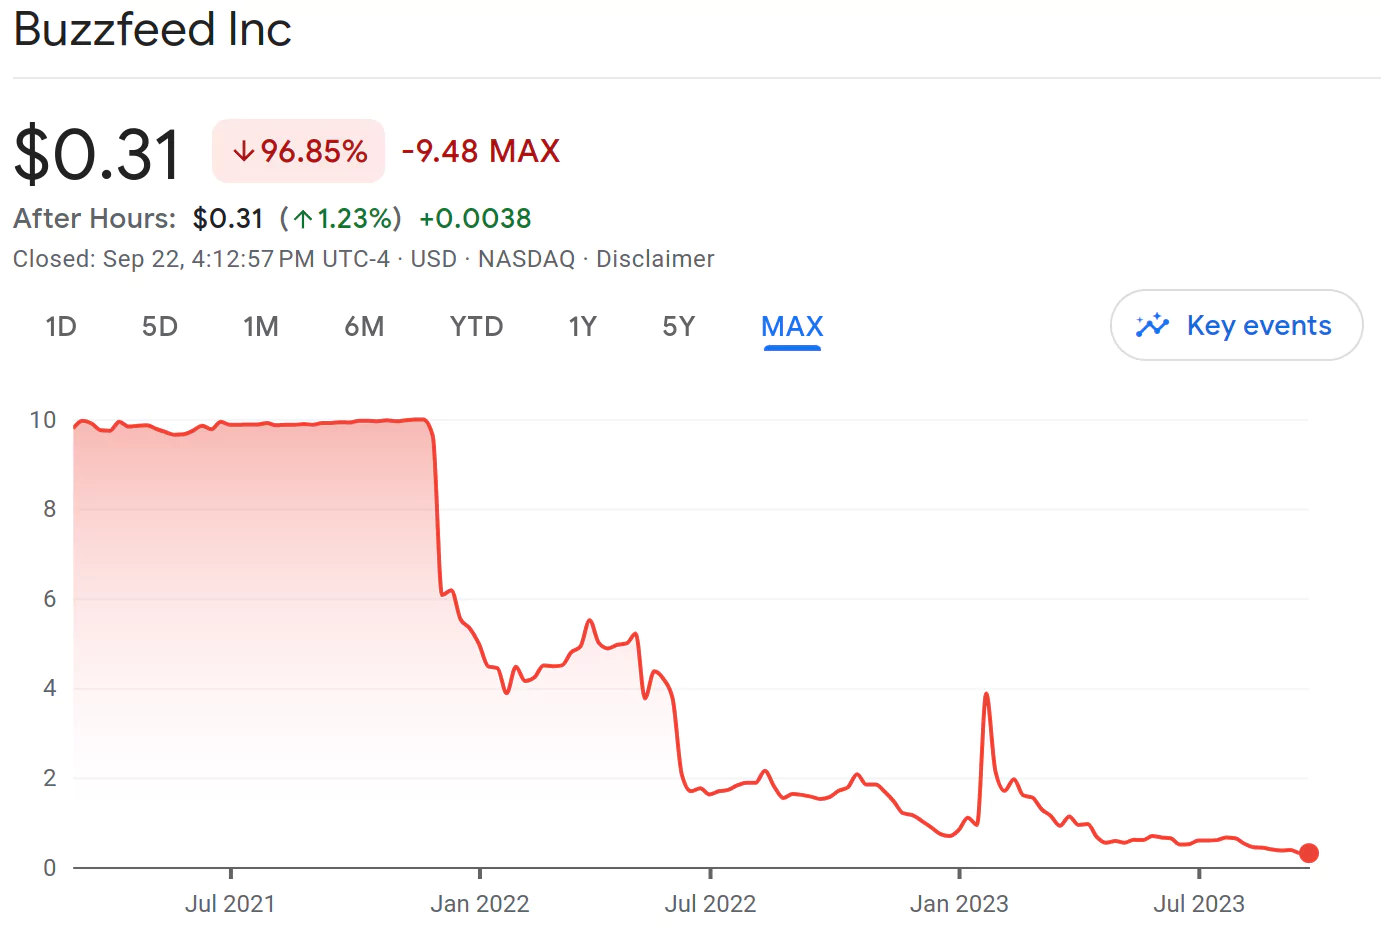 Buzzfeed Inc
$0.31 ↓96.85% -9.48 MAX
After Hours: $0.31 (↑1.23%) +0.0038
Closed: Sep 22, 4:12:57 PM UTC-4 · USD · NASDAQ · Disclaimer
1D 5D 1M 6M YTD 1Y 5Y MAX Key events
10
8
6
4
2
0
Jul 2021 Jan 2022 Jul 2022 Jan 2023 Jul 2023